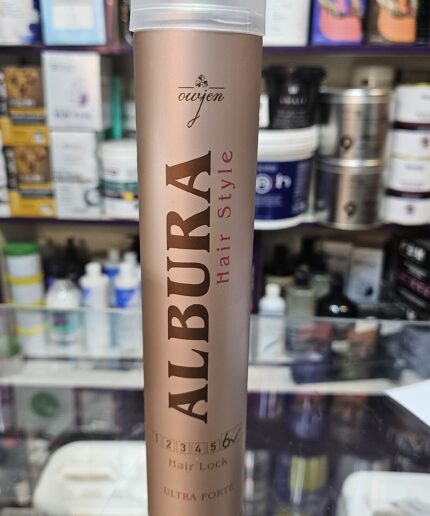 owjen
ALBURA
Hair Style
1 2 3 4 5 6
Hair Lock
ULTRA FORTE